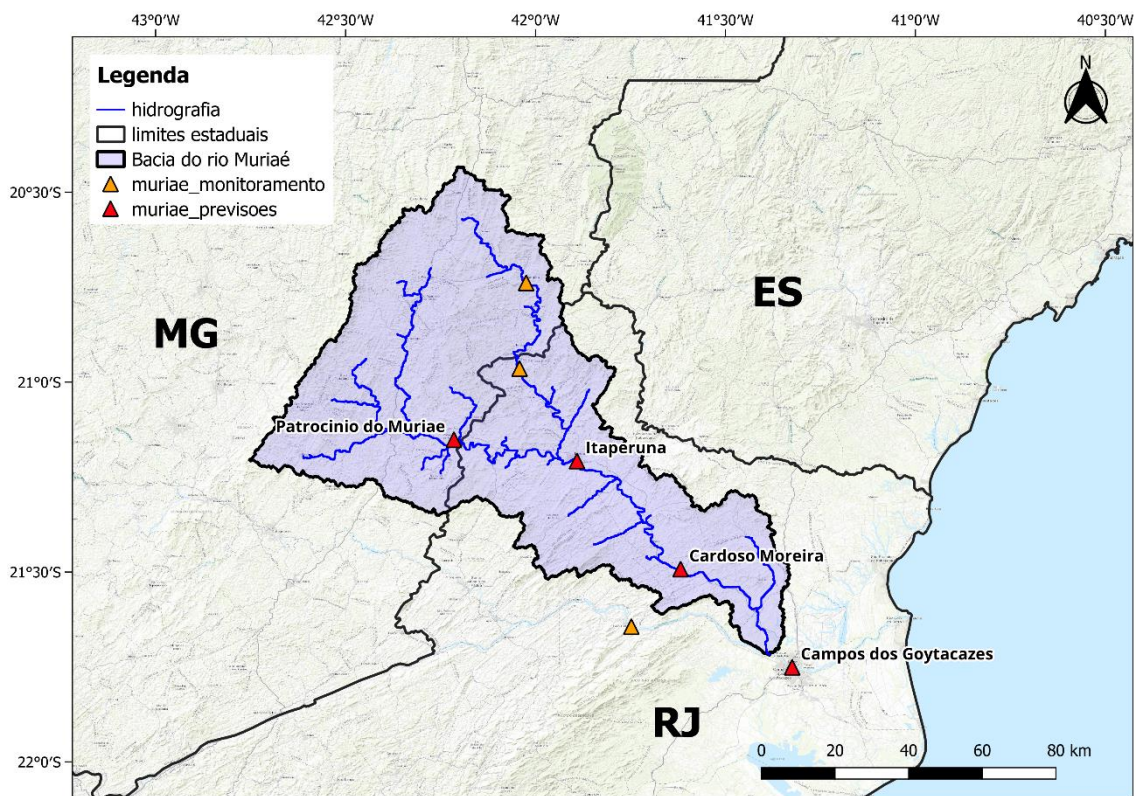 43°0'W 42°30'W 42°0'W 41°30'W 41°0'W 40°30'W
N
Legenda
hidrografia
limites estaduais
Bacia do rio Muriaé
muriae_monitoramento
muriae_previsoes
20°30'S
ES
MG
21°0'S
Patrocinio do Muriae
Itaperuna
21°30'S
Cardoso Moreira
Campos dos Goytacazes
RJ
0 20 40 60 80 km
22°0'S